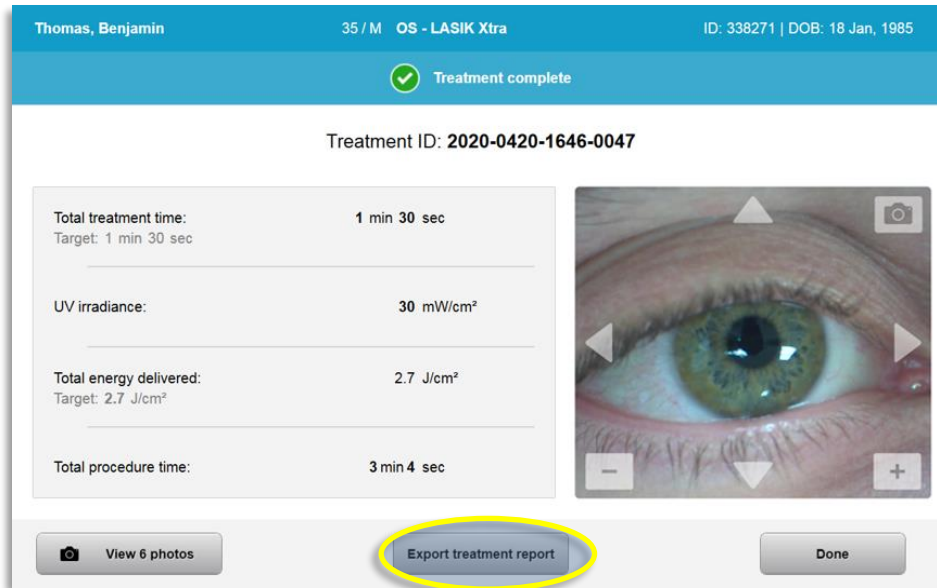 Thomas, Benjamin 35 / M OS - LASIK Xtra ID: 338271 | DOB: 18 Jan, 1985
Treatment complete
Treatment ID: 2020-0420-1646-0047
Total treatment time: 1 min 30 sec
Target: 1 min 30 sec
UV irradiance: 30 mW/cm²
Total energy delivered: 2.7 J/cm²
Target: 2.7 J/cm²
Total procedure time: 3 min 4 sec
View 6 photos Export treatment report Done